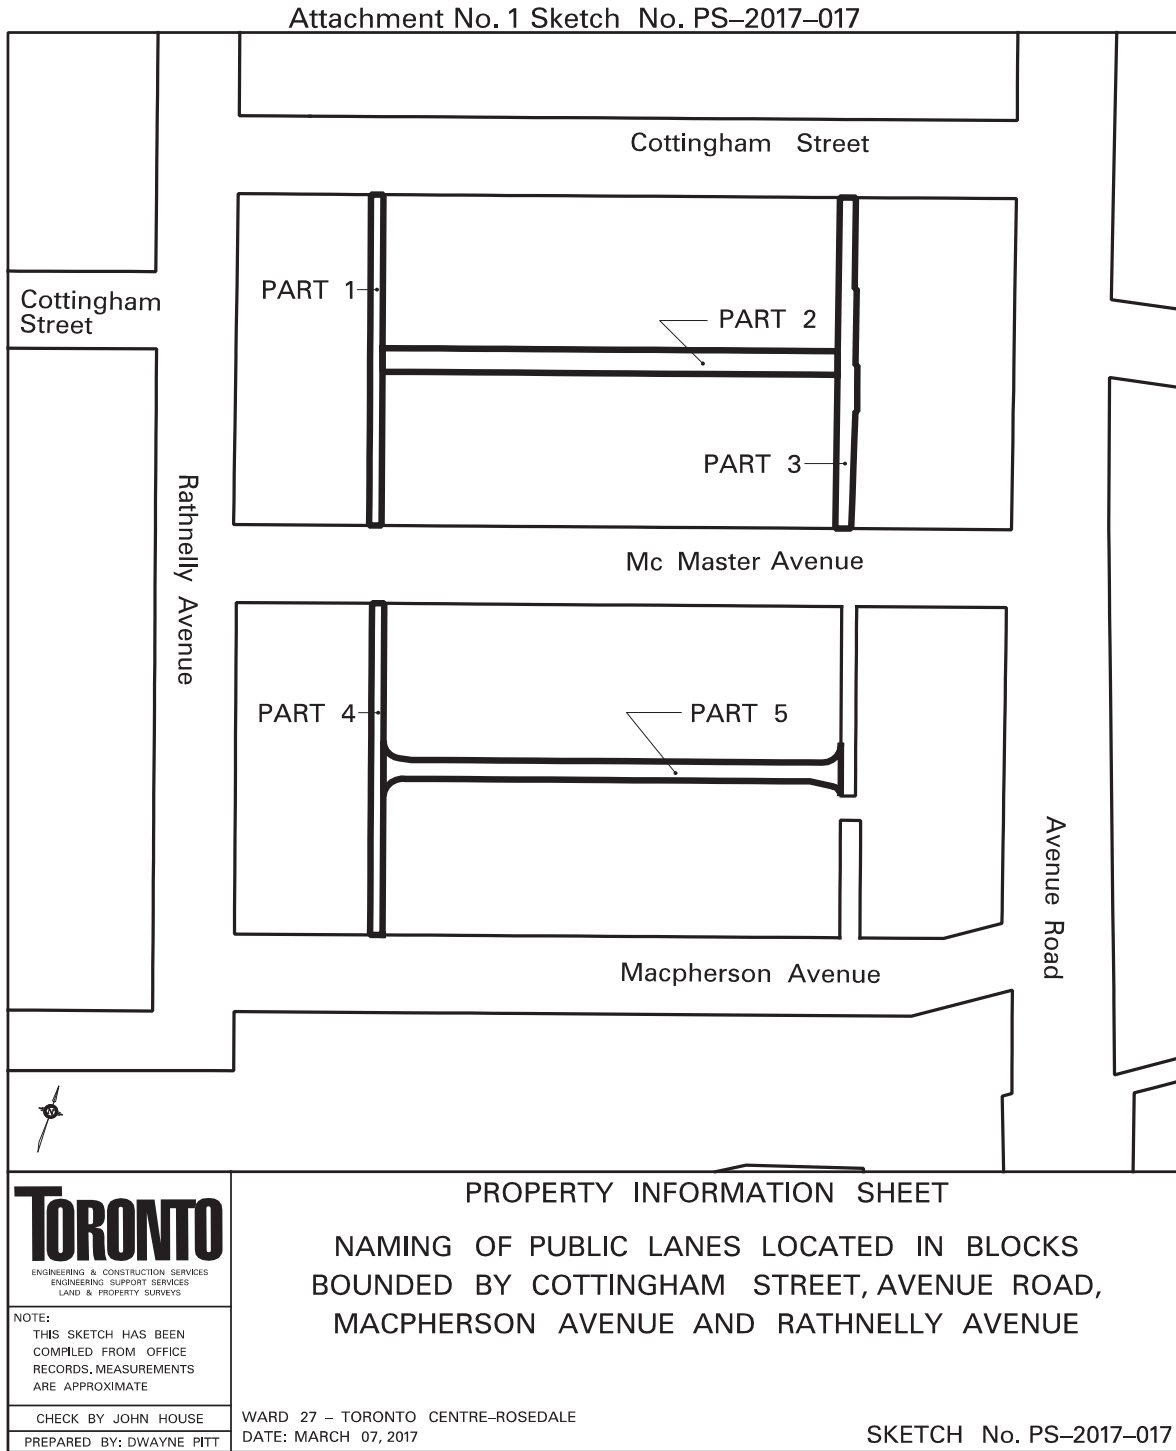 Attachment No. 1 Sketch No. PS–2017–017
Cottingham Street
PART 1
Cottingham
Street
PART 2
PART 3
Rathnelly Avenue
Mc Master Avenue
PART 4
PART 5
Avenue Road
Macpherson Avenue
N
TORONTO
ENGINEERING & CONSTRUCTION SERVICES
ENGINEERING SUPPORT SERVICES
LAND & PROPERTY SURVEYS
NOTE:
THIS SKETCH HAS BEEN
COMPILED FROM OFFICE
RECORDS. MEASUREMENTS
ARE APPROXIMATE
CHECK BY JOHN HOUSE
PREPARED BY: DWAYNE PITT
PROPERTY INFORMATION SHEET
NAMING OF PUBLIC LANES LOCATED IN BLOCKS
BOUNDED BY COTTINGHAM STREET, AVENUE ROAD,
MACPHERSON AVENUE AND RATHNELLY AVENUE
WARD 27 – TORONTO CENTRE–ROSEDALE
DATE: MARCH 07, 2017
SKETCH No. PS–2017–017